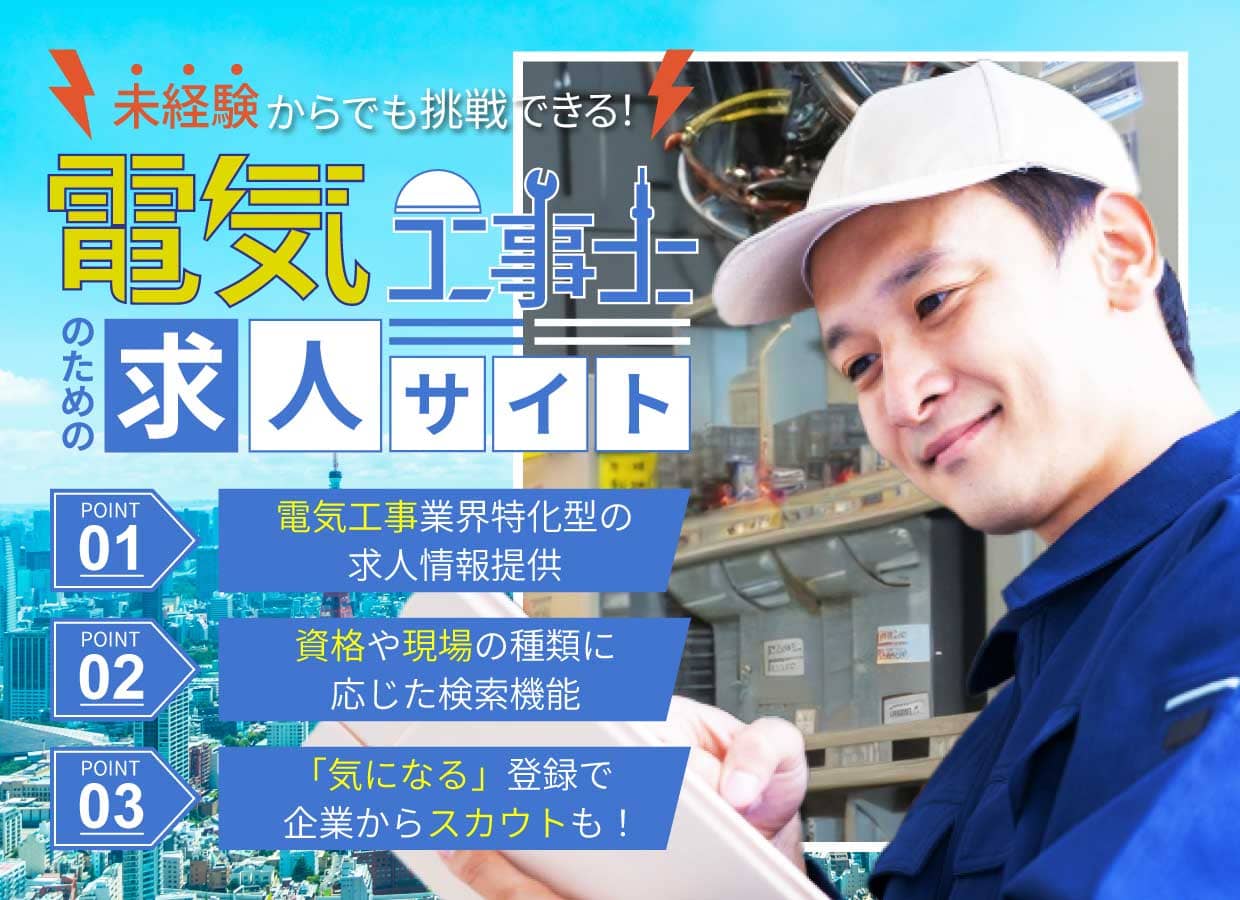 未経験からでも挑戦できる!
電気工事士
のための求人サイト
POINT
01
電気工事業界特化型の
求人情報提供
POINT
02
資格や現場の種類に
応じた検索機能
POINT
03
「気になる」登録で
企業からスカウトも!